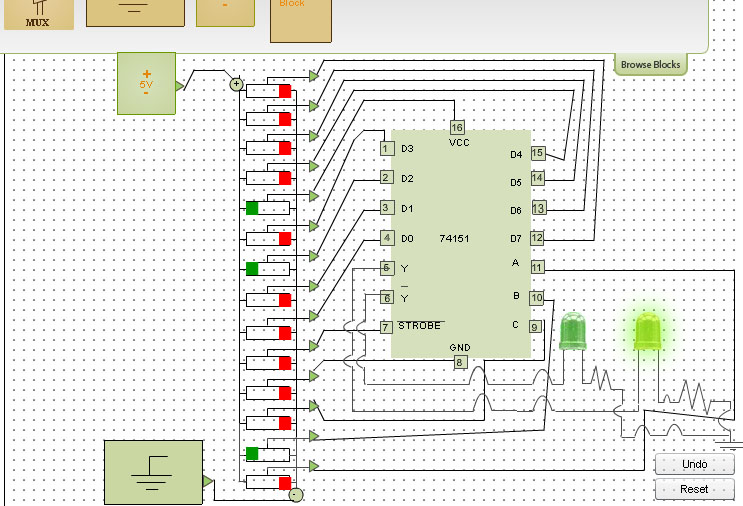 MUX
-
Block
Browse Blocks
+
5V
-
+
16
VCC
1 D3
D4 15
2 D2
D5 14
3 D1
D6 13
4 D0
74151
D7 12
5 Y
A 11
6 Y
B 10
7 STROBE
C 9
GND
8
-
Undo
Reset